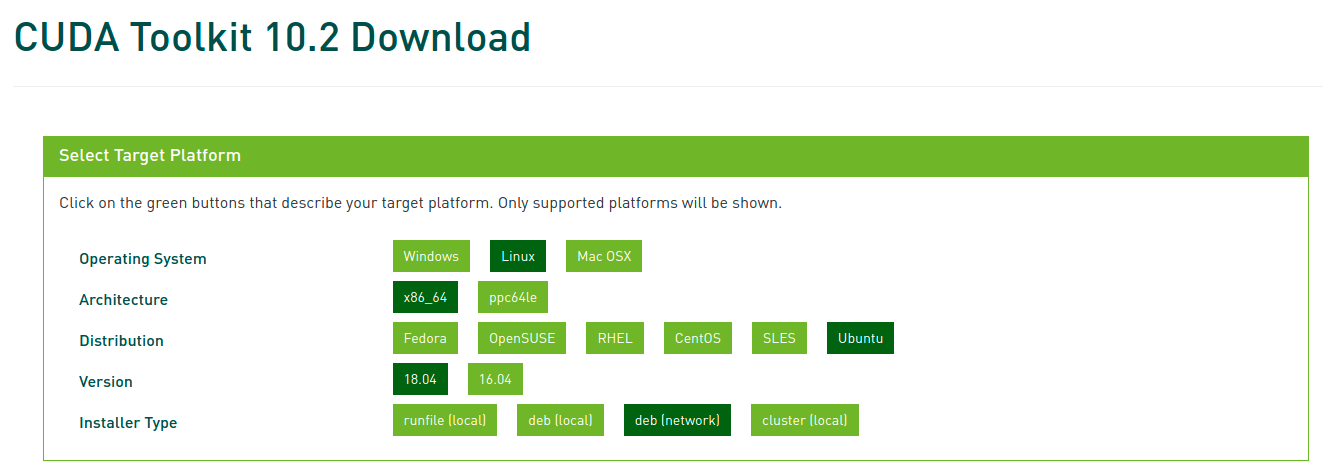 CUDA Toolkit 10.2 Download
Select Target Platform
Click on the green buttons that describe your target platform. Only supported platforms will be shown.
Operating System Windows Linux Mac OSX
Architecture x86_64 ppc64le
Distribution Fedora OpenSUSE RHEL CentOS SLES Ubuntu
Version 18.04 16.04
Installer Type runfile (local) deb (local) deb (network) cluster (local)